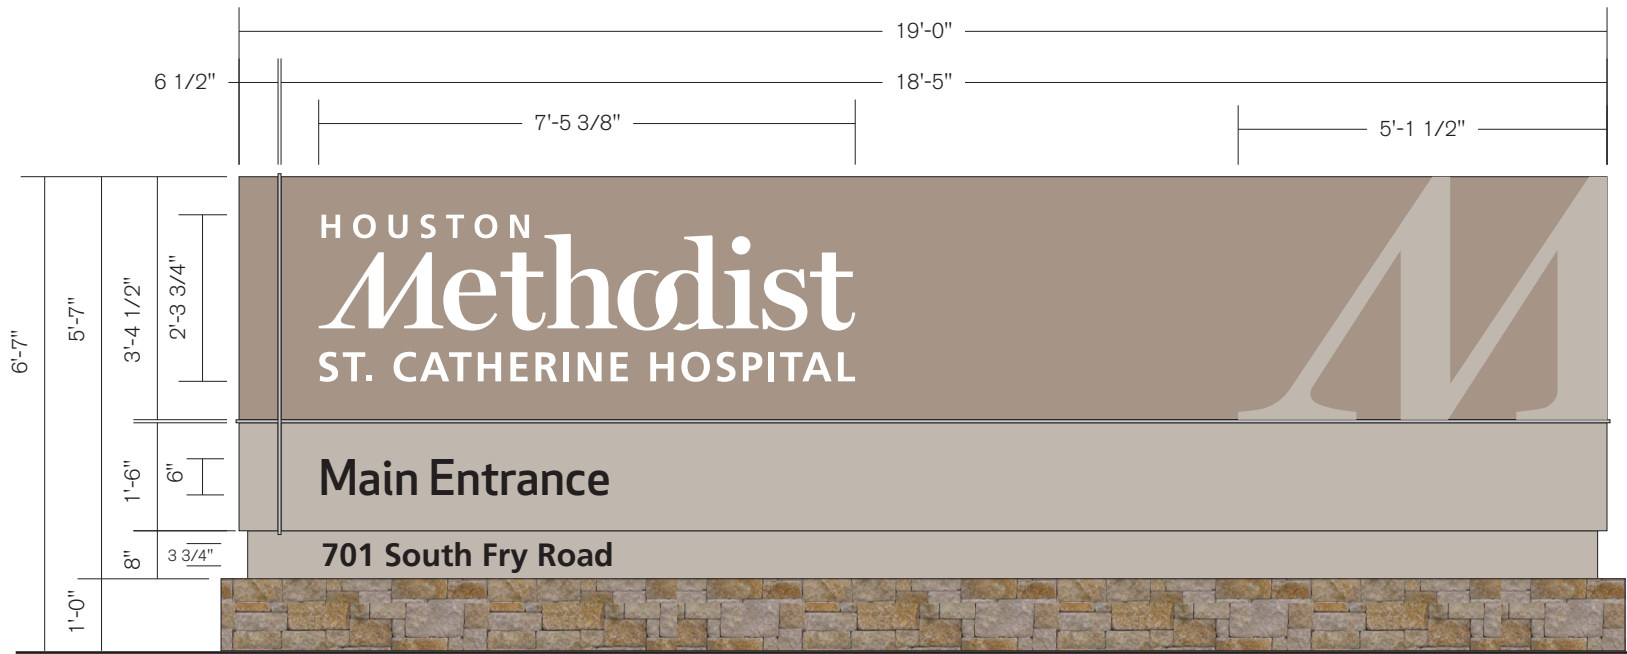 19'-0"
6 1/2"
18'-5"
7'-5 3/8"
5'-1 1/2"
6'-7"
5'-7"
3'-4 1/2"
2'-3 3/4"
HOUSTON
Methodist
ST. CATHERINE HOSPITAL
1'-6"
6"
Main Entrance
8"
3 3/4"
701 South Fry Road
1'-0"